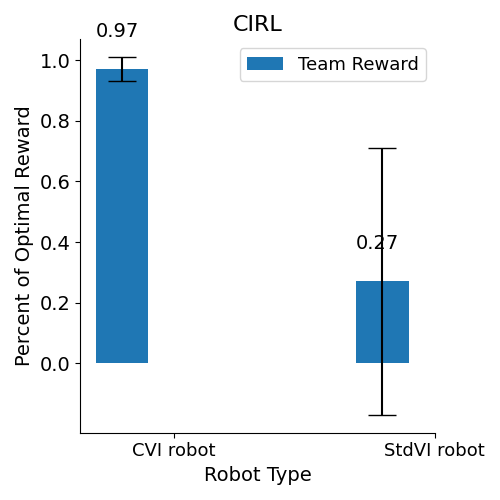 CIRL
0.97
Team Reward
1.0
0.8
0.6
0.4
0.27
0.2
0.0
Percent of Optimal Reward
CVI robot
StdVI robot
Robot Type